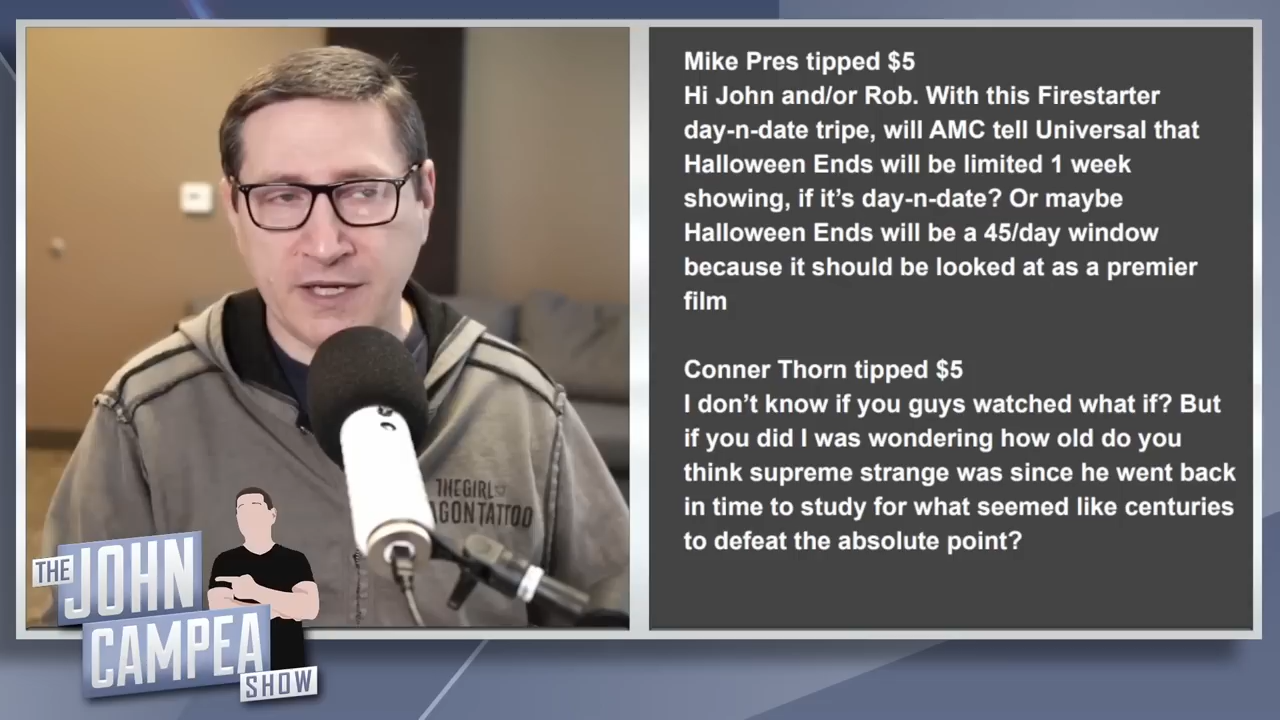 Mike Pres tipped $5
Hi John and/or Rob. With this Firestarter
day-n-date tripe, will AMC tell Universal that
Halloween Ends will be limited 1 week
showing, if it’s day-n-date? Or maybe
Halloween Ends will be a 45/day window
because it should be looked at as a premier
film
Conner Thorn tipped $5
I don’t know if you guys watched what if? But
if you did I was wondering how old do you
think supreme strange was since he went back
in time to study for what seemed like centuries
to defeat the absolute point?
THE GIRL
AGON TATTOO
THE
JOHN
CAMPEA
SHOW